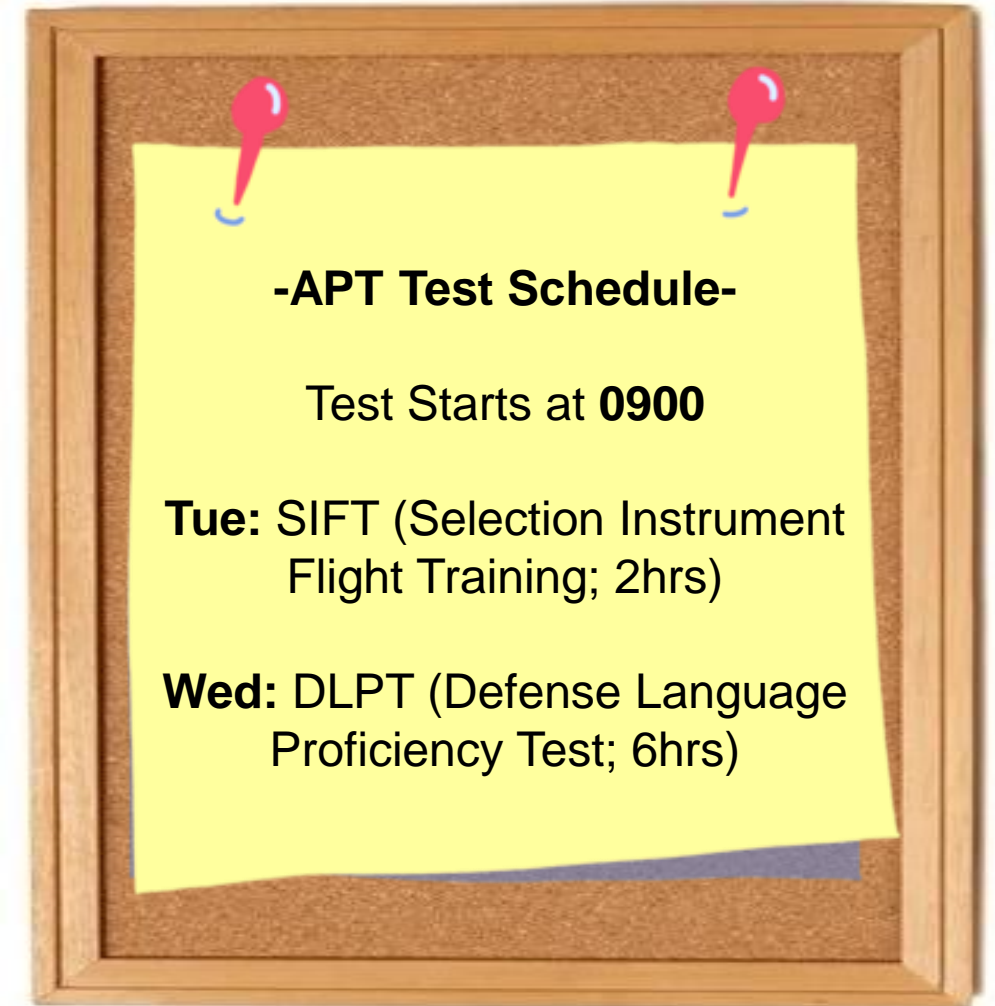 -APT Test Schedule-
Test Starts at 0900
Tue: SIFT (Selection Instrument
Flight Training; 2hrs)
Wed: DLPT (Defense Language
Proficiency Test; 6hrs)